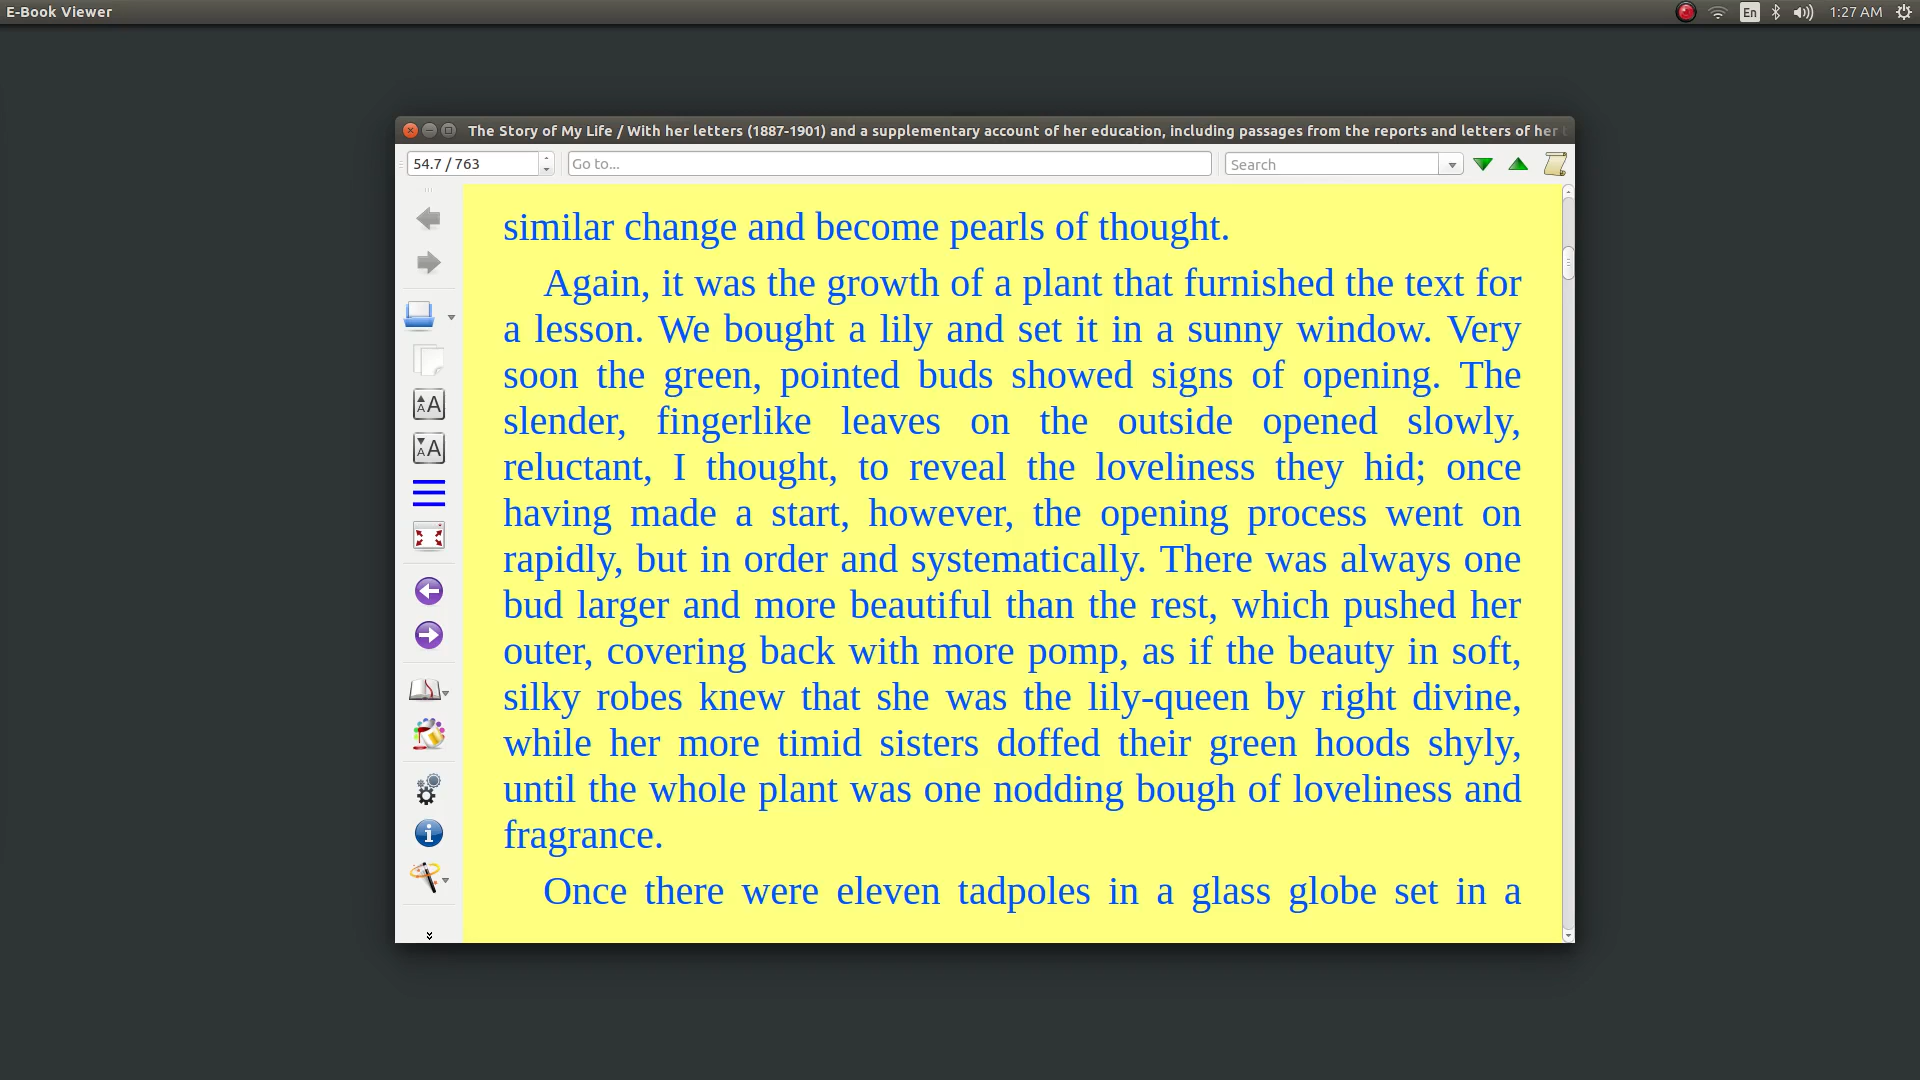 E-Book Viewer
En
1:27 AM
The Story of My Life / With her letters (1887-1901) and a supplementary account of her education, including passages from the reports and letters of her
54.7 / 763
Go to...
Search
similar change and become pearls of thought.
Again, it was the growth of a plant that furnished the text for
a lesson. We bought a lily and set it in a sunny window. Very
soon the green, pointed buds showed signs of opening. The
slender, fingerlike leaves on the outside opened slowly,
reluctant, I thought, to reveal the loveliness they hid; once
having made a start, however, the opening process went on
rapidly, but in order and systematically. There was always one
bud larger and more beautiful than the rest, which pushed her
outer, covering back with more pomp, as if the beauty in soft,
silky robes knew that she was the lily-queen by right divine,
while her more timid sisters doffed their green hoods shyly,
until the whole plant was one nodding bough of loveliness and
fragrance.
Once there were eleven tadpoles in a glass globe set in a